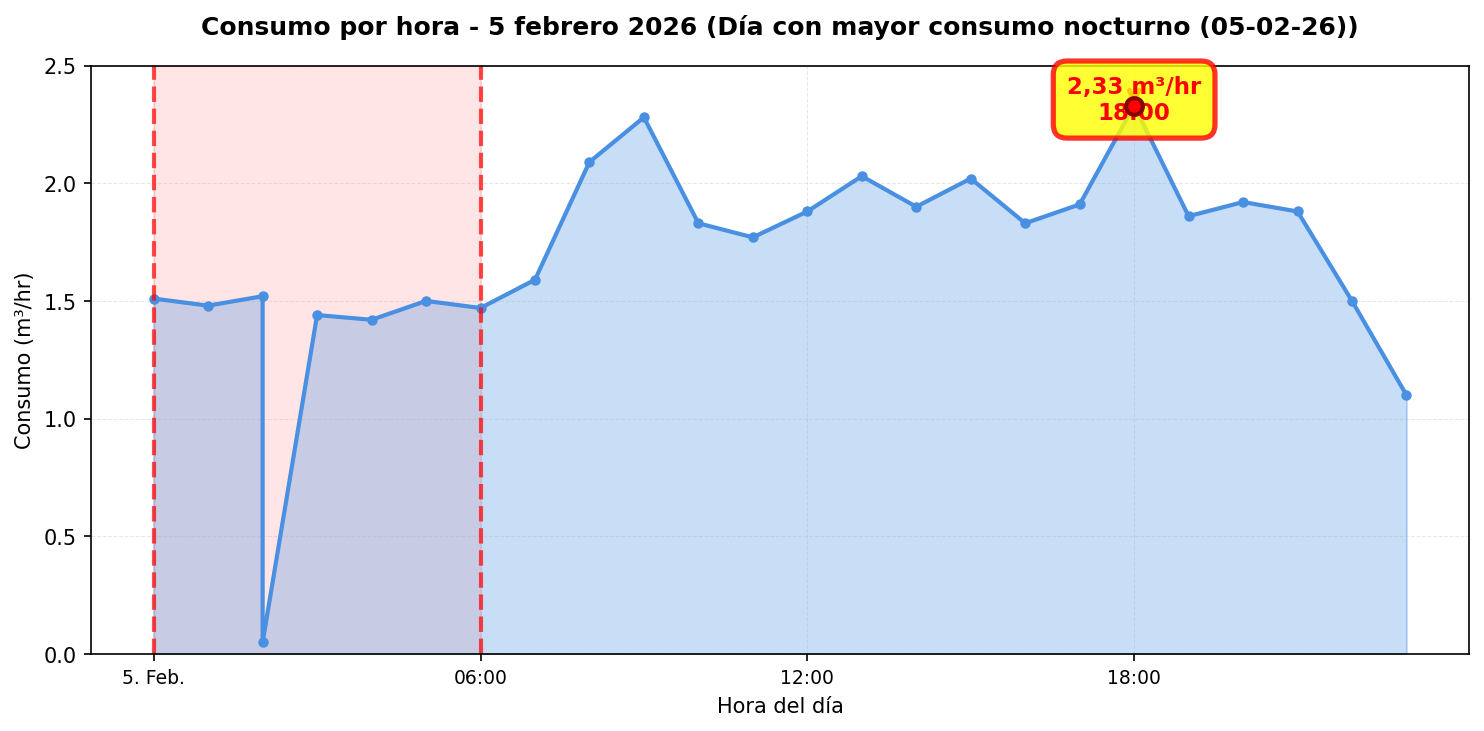 Consumo por hora - 5 febrero 2026 (Día con mayor consumo nocturno (05-02-26))
2,33 m³/hr
18:00
Consumo (m³/hr)
2.5
2.0
1.5
1.0
0.5
0.0
5. Feb.
06:00
12:00
18:00
Hora del día